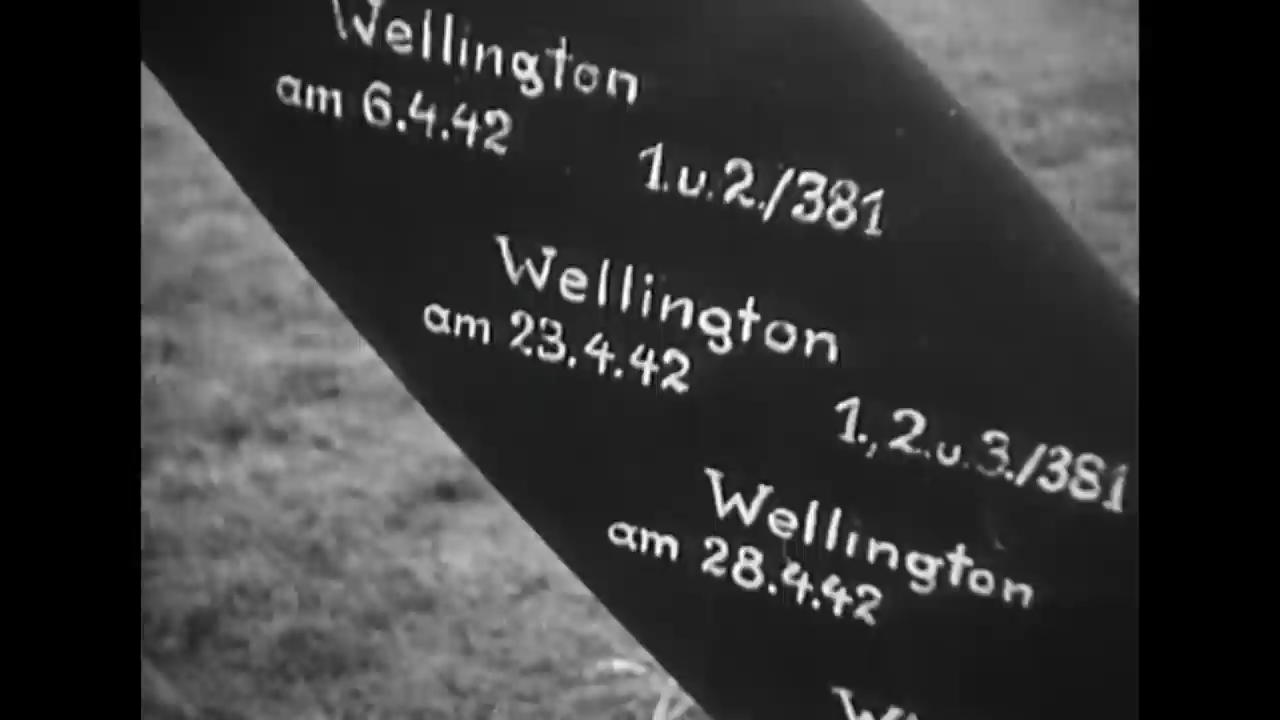 Wellington
am 6.4.42
1.u.2./381
Wellington
am 23.4.42
1.,2.u.3./381
Wellington
am 28.4.42